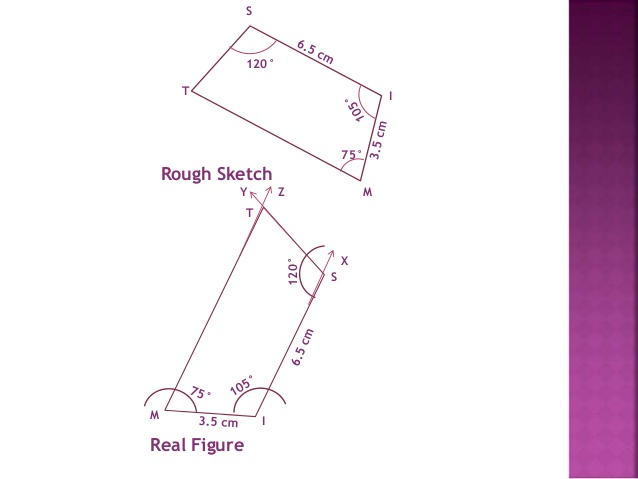 S
6.5 cm
120°
T
I
105°
3.5 cm
75°
M
Rough Sketch
Y
Z
T
X
120°
S
6.5 cm
75°
105°
M
3.5 cm
I
Real Figure